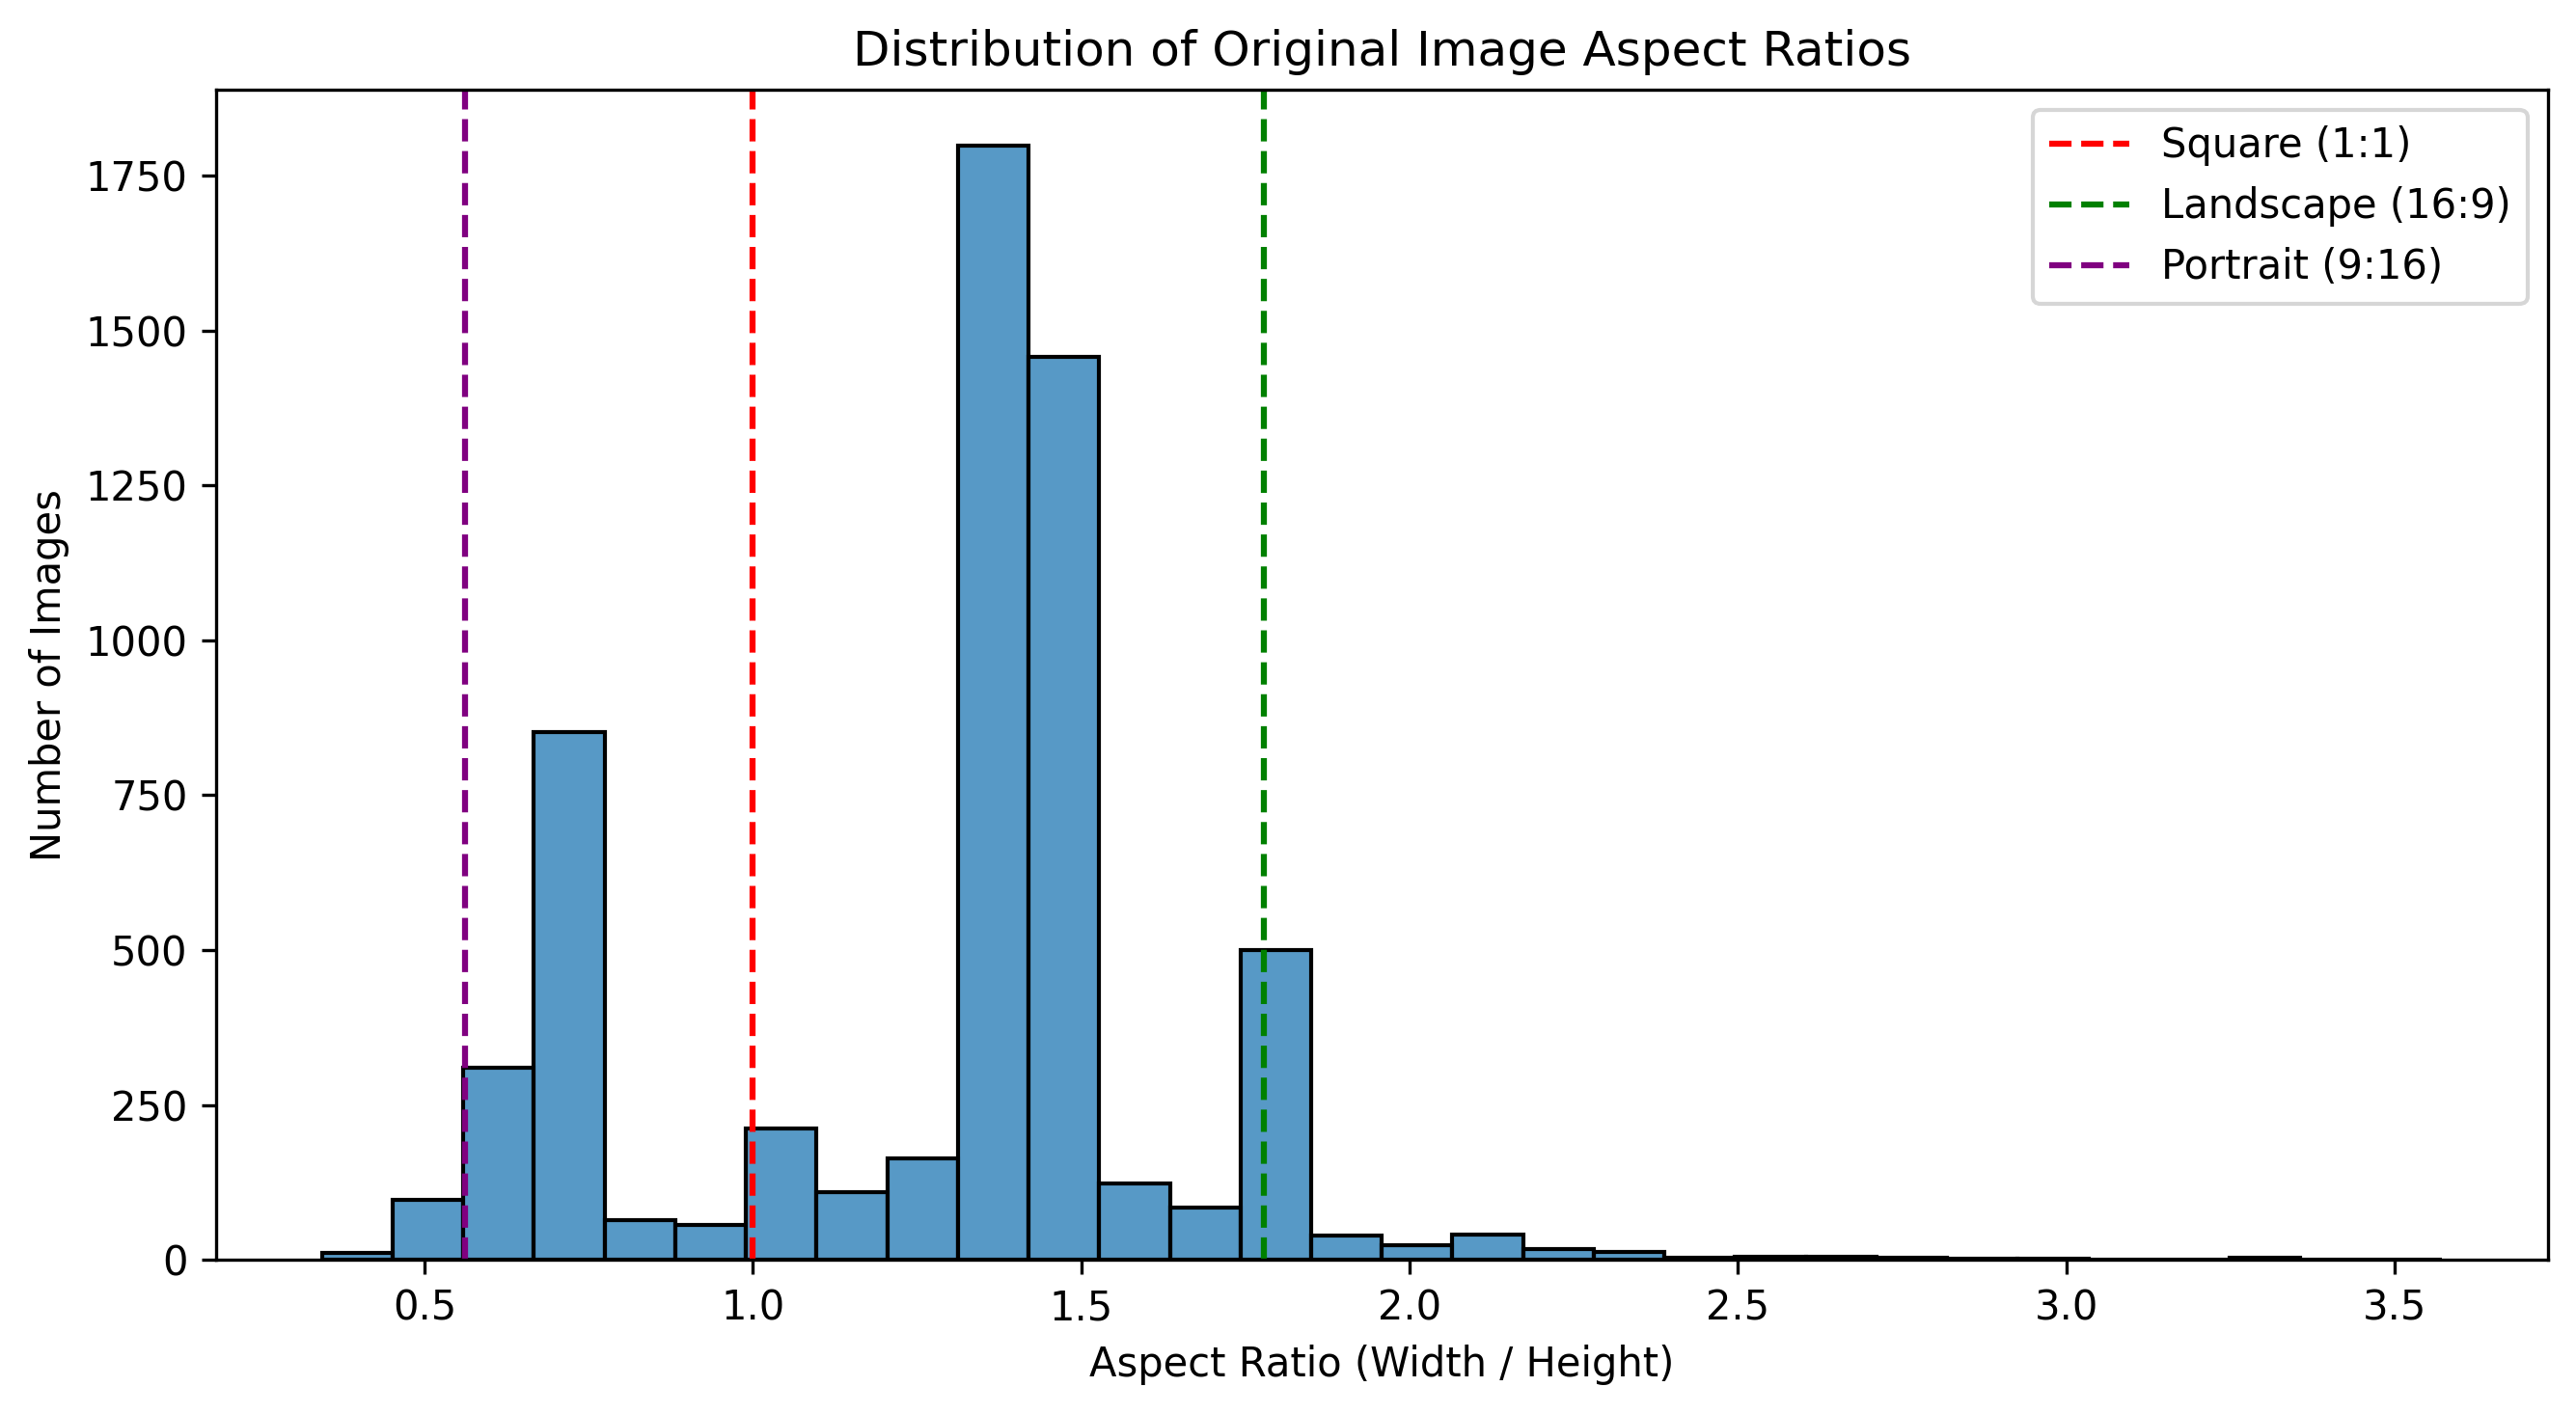 Distribution of Original Image Aspect Ratios
Square (1:1)
Landscape (16:9)
Portrait (9:16)
Number of Images
1750
1500
1250
1000
750
500
250
0
0.5 1.0 1.5 2.0 2.5 3.0 3.5
Aspect Ratio (Width / Height)